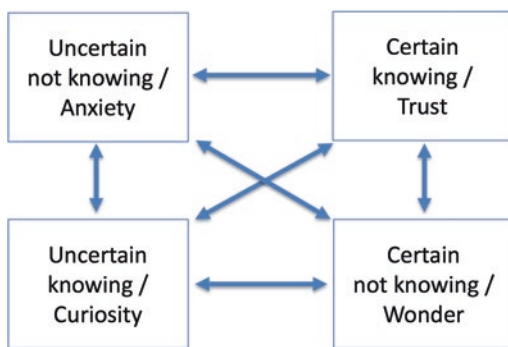 Uncertain
not knowing /
Anxiety
Certain
knowing /
Trust
Uncertain
knowing /
Curiosity
Certain
not knowing /
Wonder